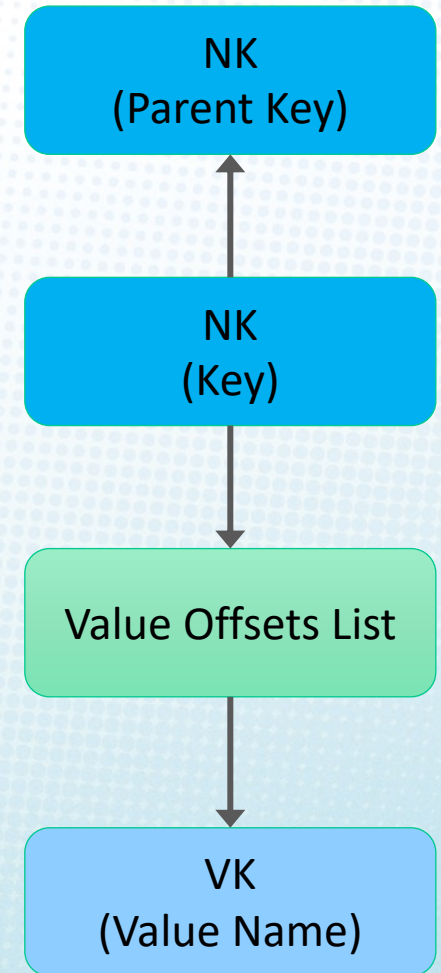 NK
(Parent Key)
NK
(Key)
Value Offsets List
VK
(Value Name)